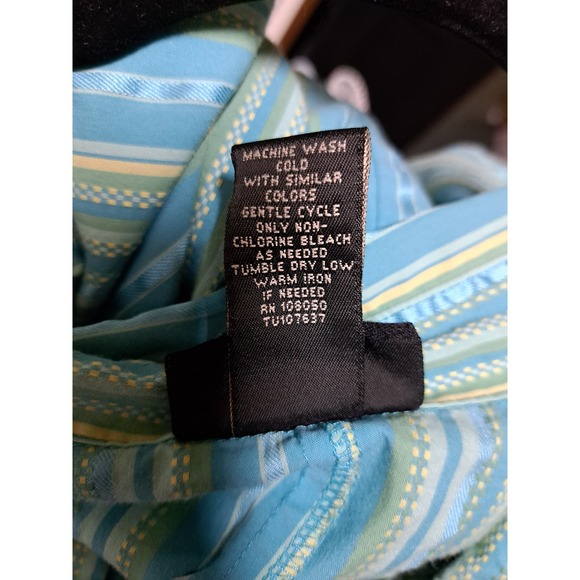 MACHINE WASH
COLD
WITH SIMILAR
COLORS
GENTLE CYCLE
ONLY NON-
CHLORINE BLEACH
AS NEEDED
TUMBLE DRY LOW
WARM IRON
IF NEEDED
RN 106050
TU107637